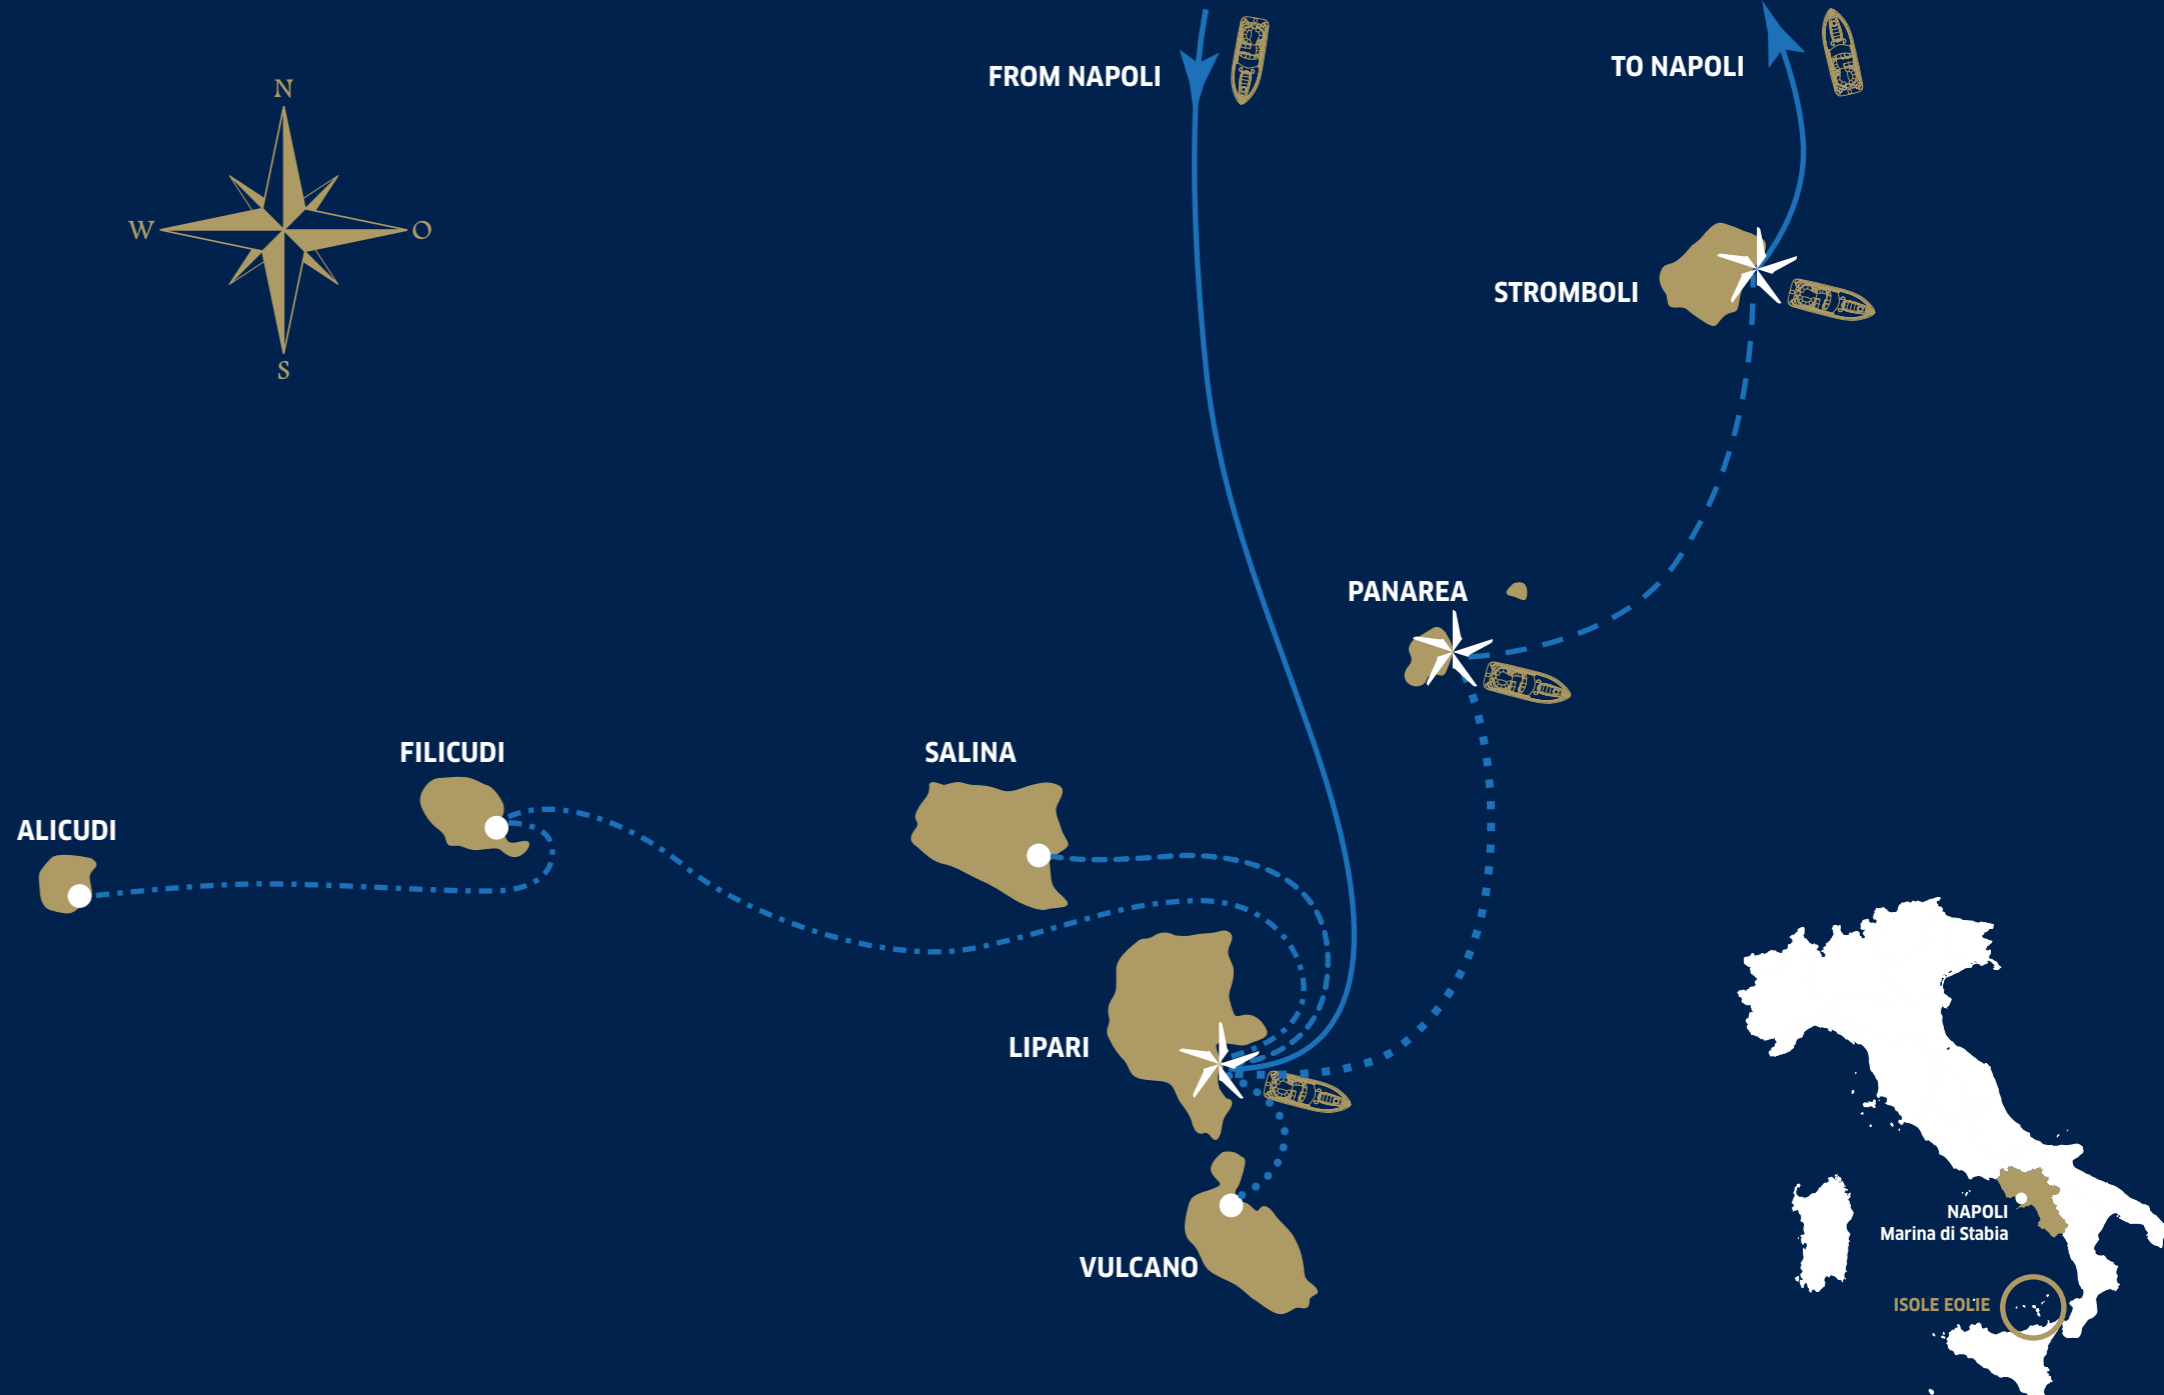 FROM NAPOLI
TO NAPOLI
N
W
O
S
STROMBOLI
PANAREA
FILICUDI
SALINA
ALICUDI
LIPARI
VULCANO
NAPOLI
Marina di Stabia
ISOLE EOLIE